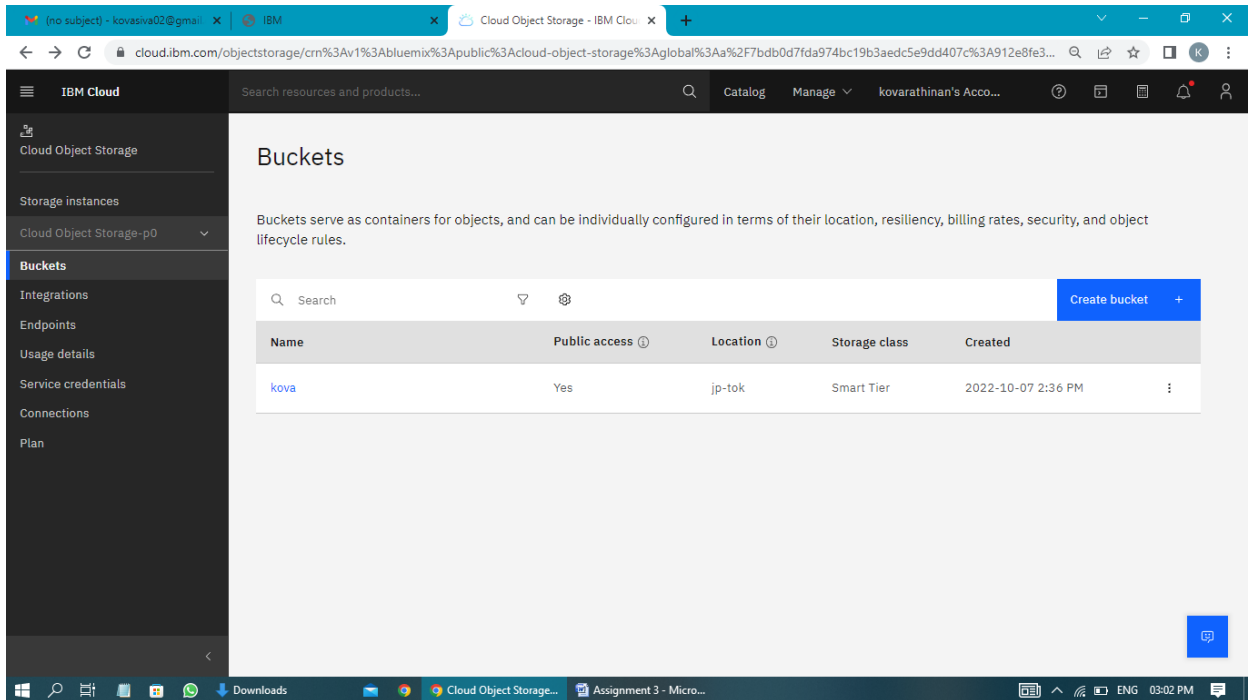 (no subject) - kovasiva02@gmail
IBM
Cloud Object Storage - IBM Clou
cloud.ibm.com/objectstorage/crn%3Av1%3Abluemix%3Apublic%3Acloud-object-storage%3Aglobal%3Aa%2F7bdb0d7fda974bc19b3aedc5e9dd407c%3A912e8fe3...
K
IBM Cloud
Search resources and products...
Catalog
Manage
kovarathinan's Acco...
Cloud Object Storage
Storage instances
Cloud Object Storage-p0
Buckets
Integrations
Endpoints
Usage details
Service credentials
Connections
Plan
Buckets
Buckets serve as containers for objects, and can be individually configured in terms of their location, resiliency, billing rates, security, and object
lifecycle rules.
Search
Create bucket +
Name Public access Location Storage class Created
kova Yes jp-tok Smart Tier 2022-10-07 2:36 PM
Downloads
Cloud Object Storage...
Assignment 3 - Micro...
ENG 03:02 PM